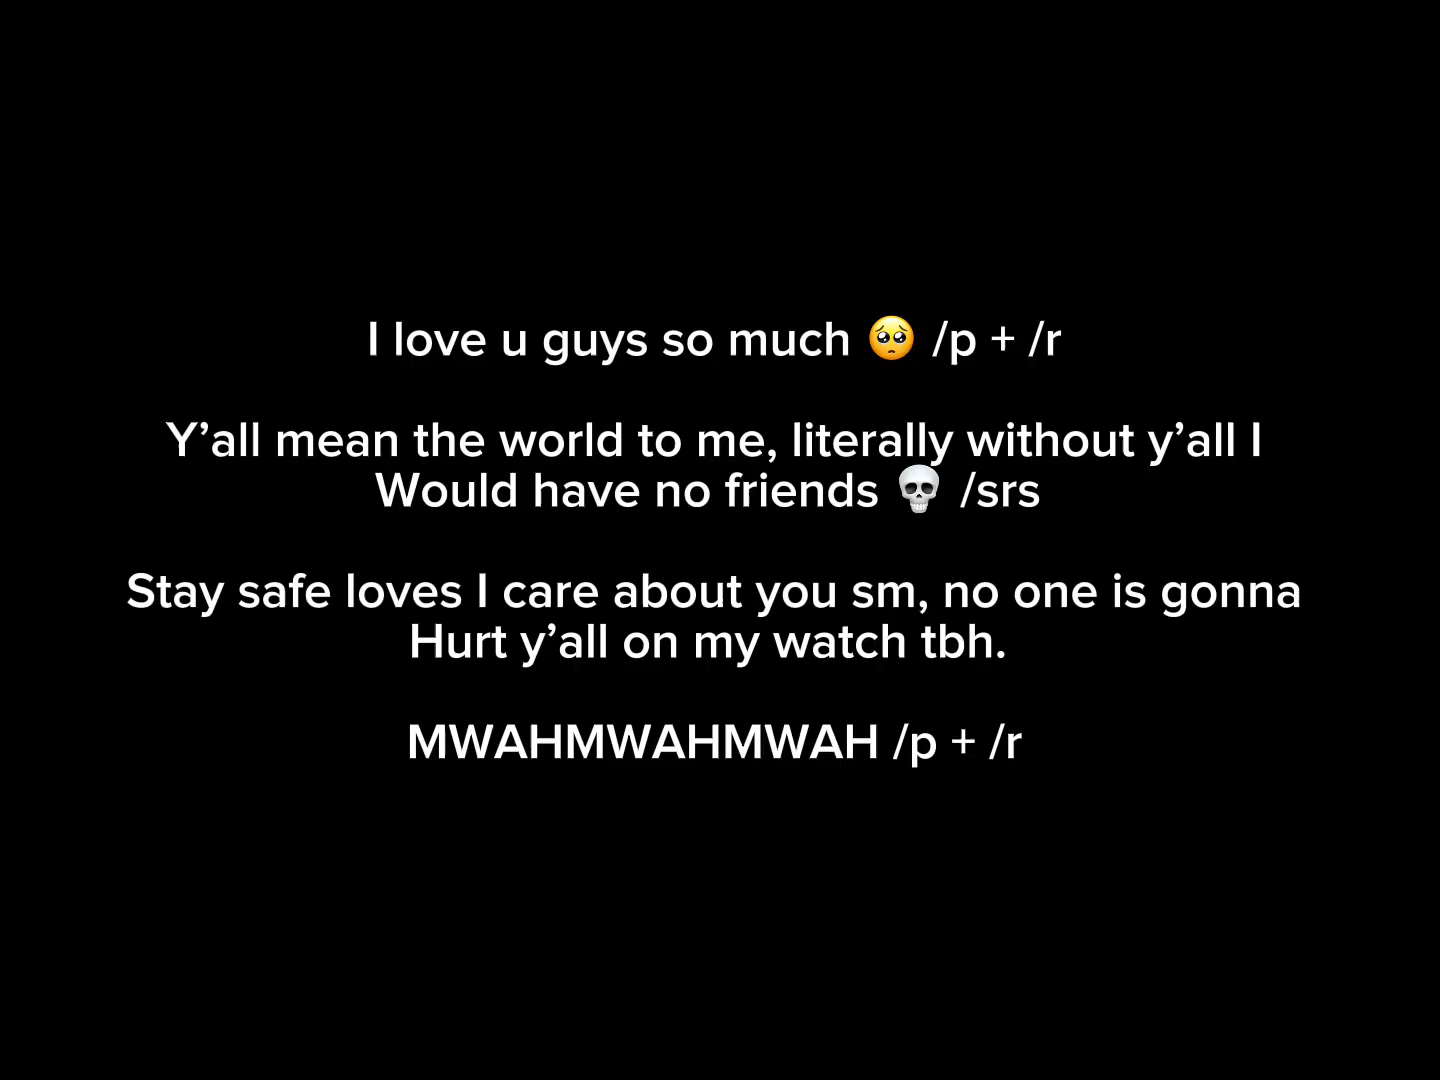 I love u guys so much 🥺 /p + /r
Y’all mean the world to me, literally without y’all I
Would have no friends 💀 /srs
Stay safe loves I care about you sm, no one is gonna
Hurt y’all on my watch tbh.
MWAHMWAHMWAH /p + /r